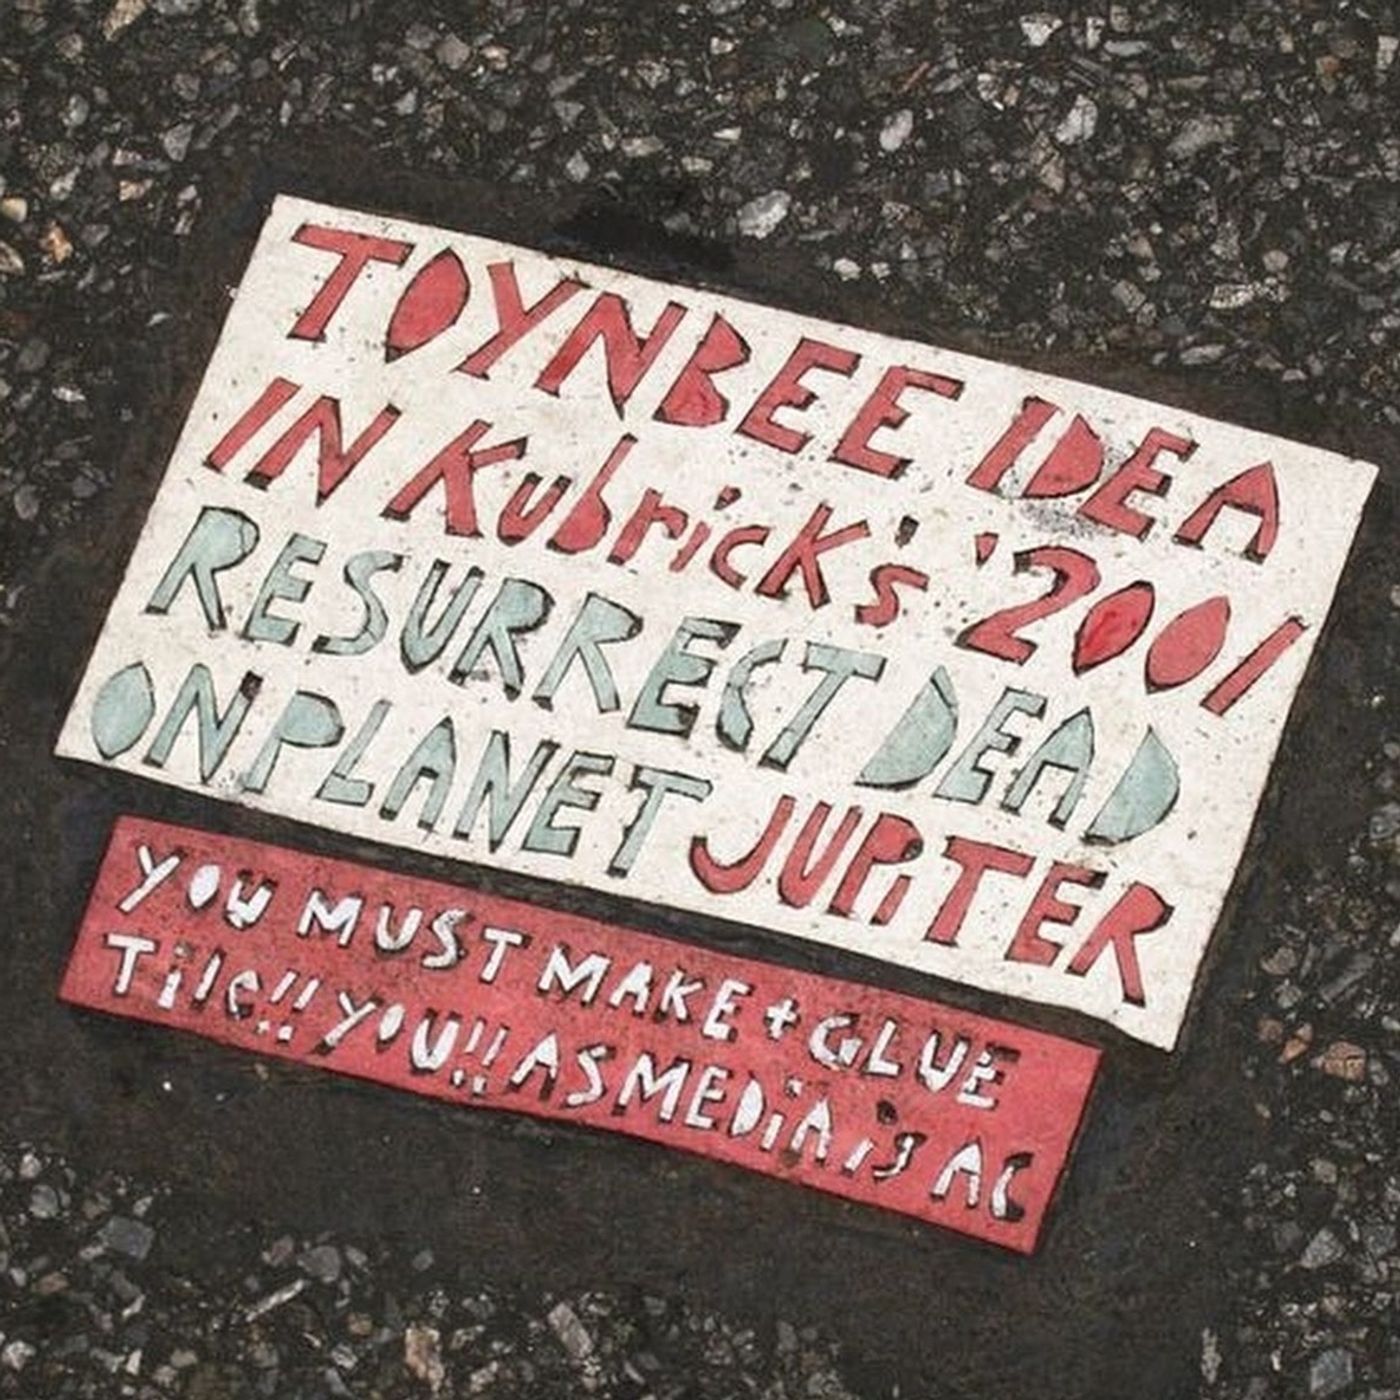 TOYNBEE IDEA
IN KubricK's '2001
RESURRECT DEAD
ON PLANET JUPiTER
YOU MUST MAKE + GLUE
Tile!! YOU!! AS MEDiA is AC